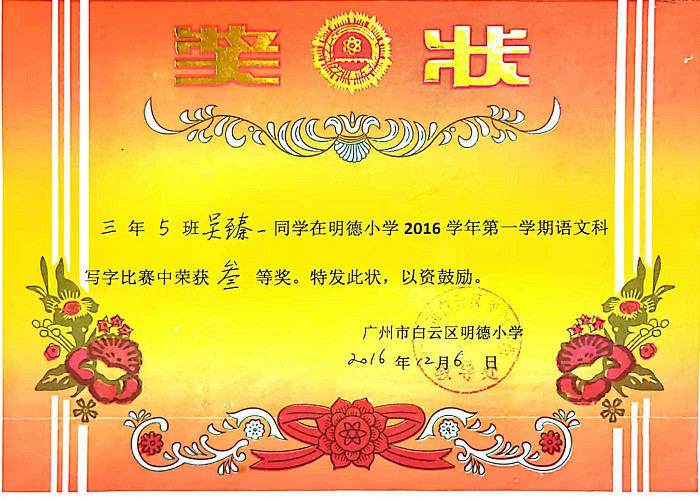 奖状
三年5班吴臻一同学在明德小学2016学年第一学期语文科
写字比赛中荣获叁等奖。特发此状，以资鼓励。
广州市白云区明德小学
2016年12月6日